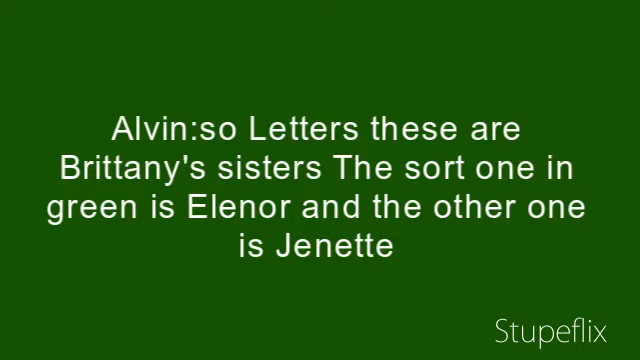 Alvin:so Letters these are
Brittany's sisters The sort one in
green is Elenor and the other one
is Jenette
Stupeflix